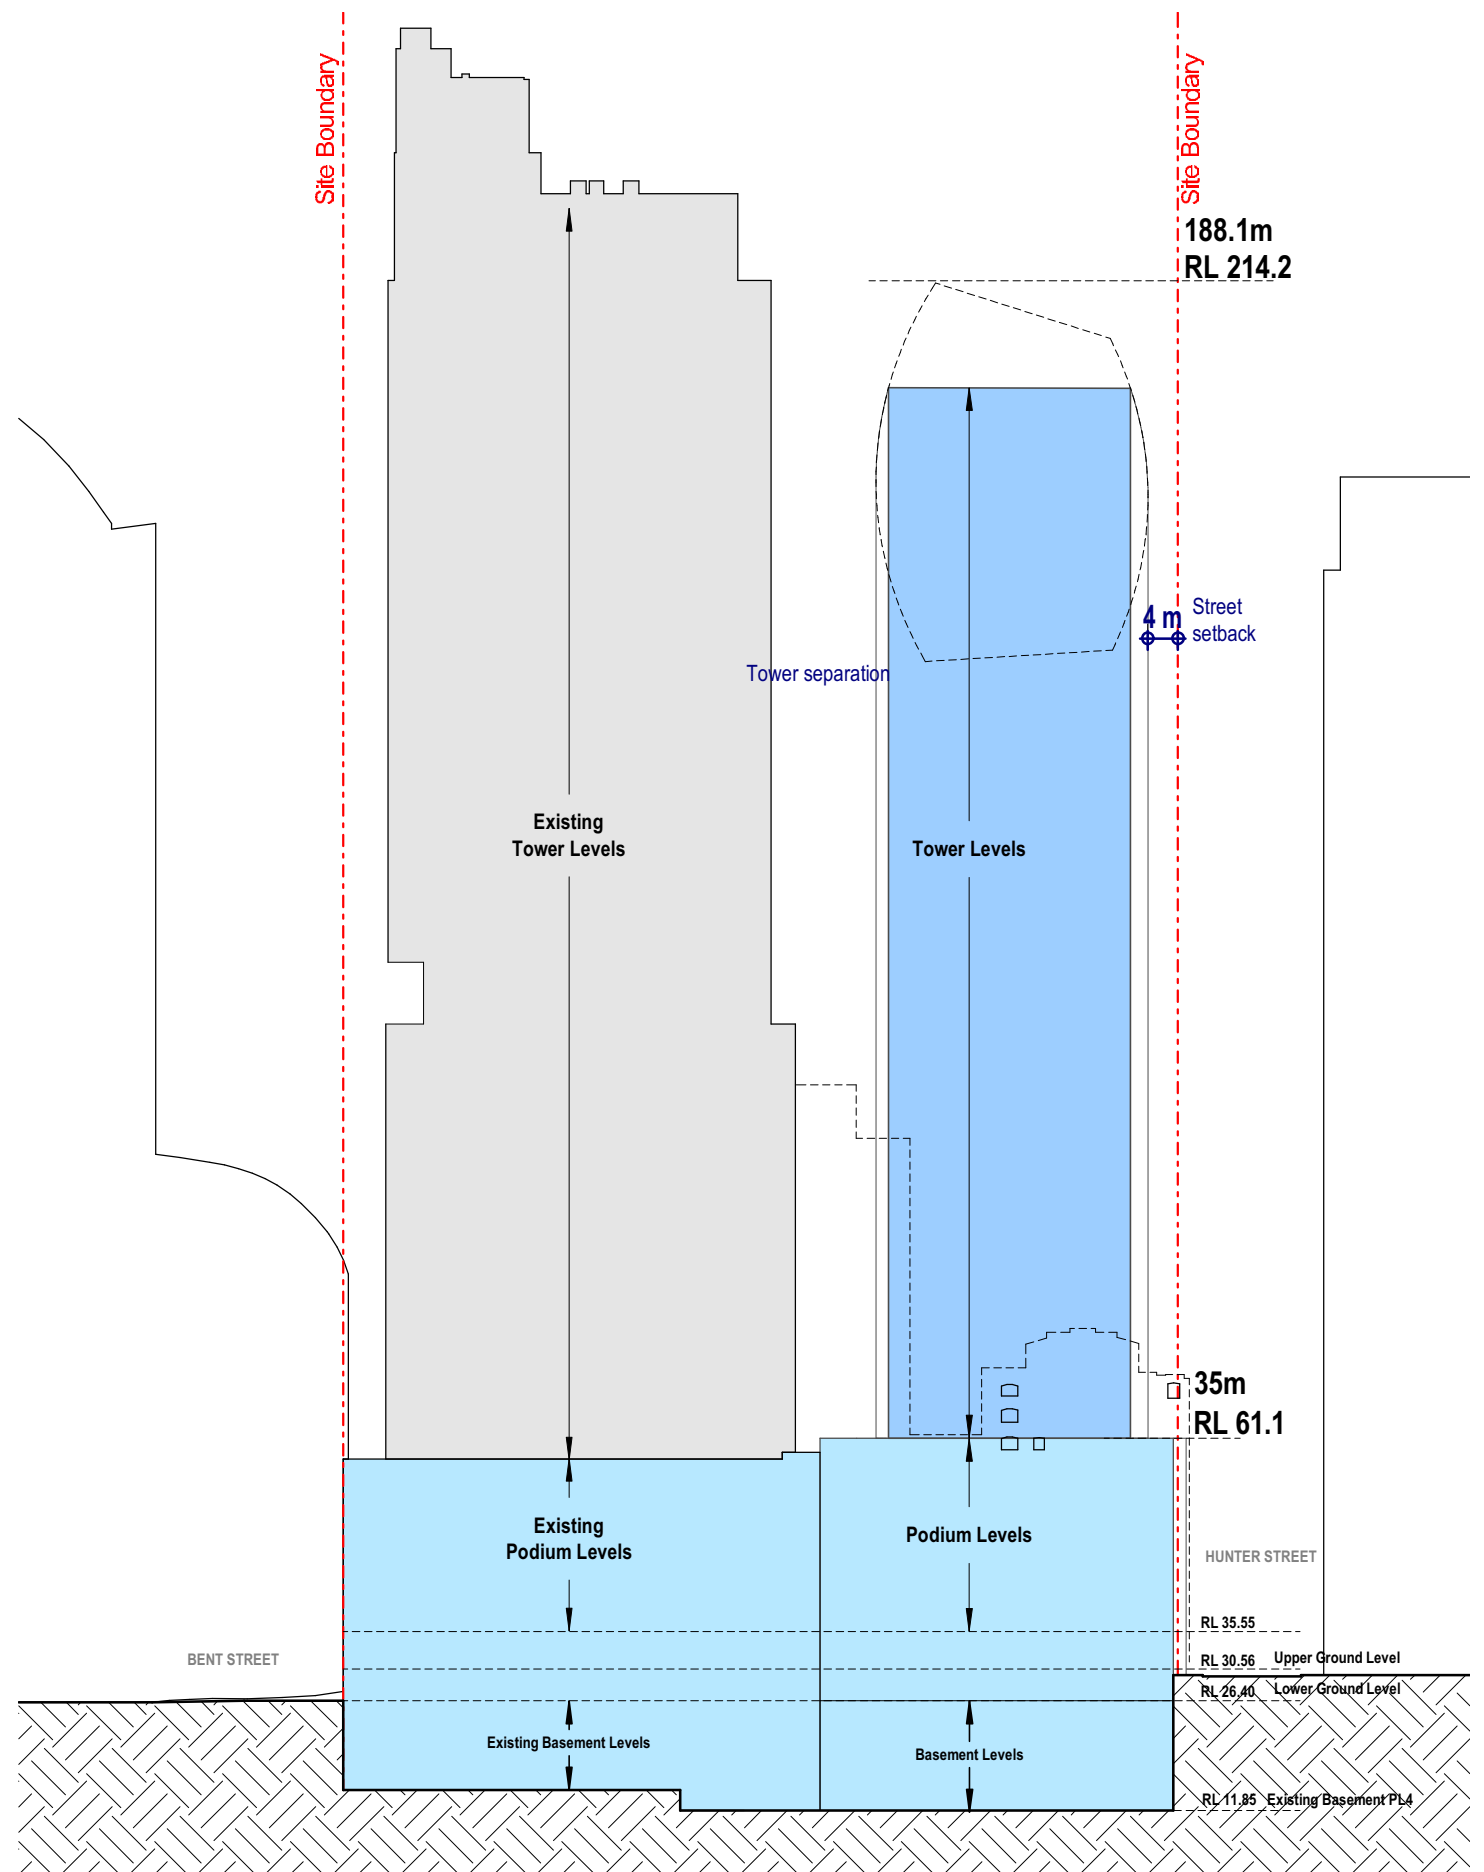 Site Boundary
Site Boundary
188.1m
RL 214.2
4 m
Street
setback
Tower separation
Existing
Tower Levels
Tower Levels
35m
RL 61.1
Existing
Podium Levels
Podium Levels
HUNTER STREET
RL 35.55
BENT STREET
RL 30.56 Upper Ground Level
RL 26.40 Lower Ground Level
Existing Basement Levels
Basement Levels
RL 11.85 Existing Basement PL4